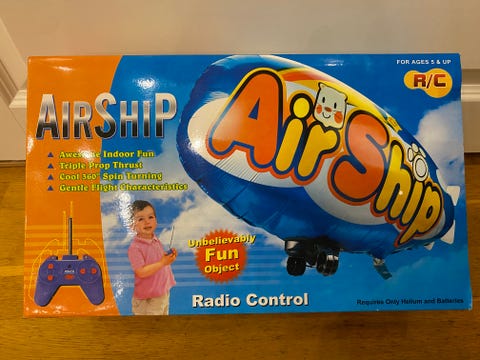 FOR AGES 5 & UP
R/C
AIRSHIP
Awesome Indoor Fun
Triple Prop Thrust
Cool 360° Spin Turning
Gentle Flight Characteristics
AirShip
Unbelievably
Fun
Object
Radio Control
Requires Only Helium and Batteries